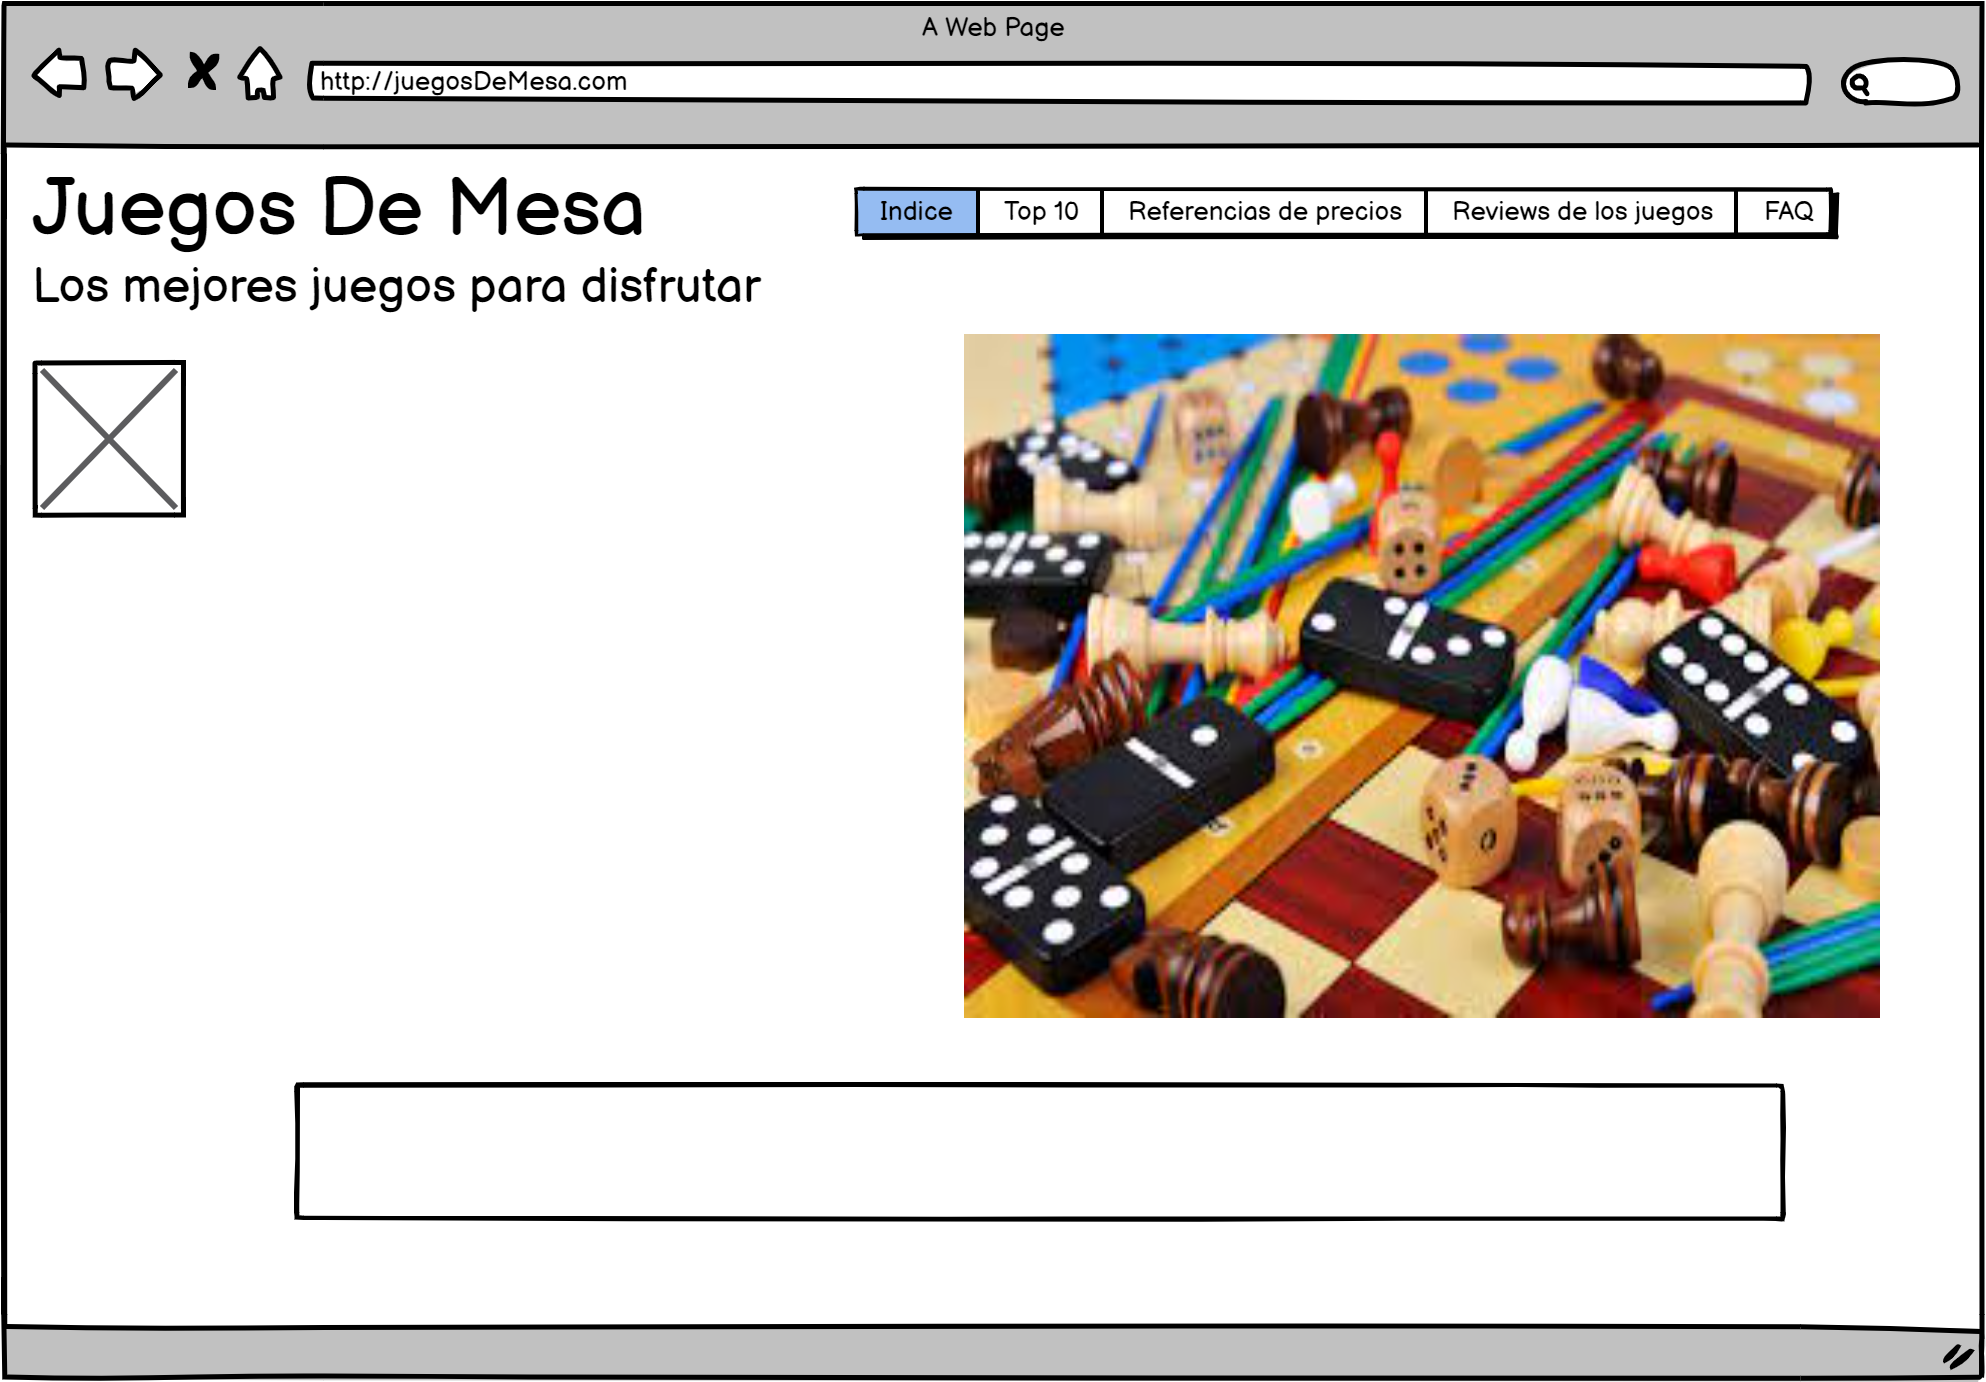 A Web Page
http://juegosDeMesa.com
Juegos De Mesa
Indice
Top 10
Referencias de precios
Reviews de los juegos
FAQ
Los mejores juegos para disfrutar